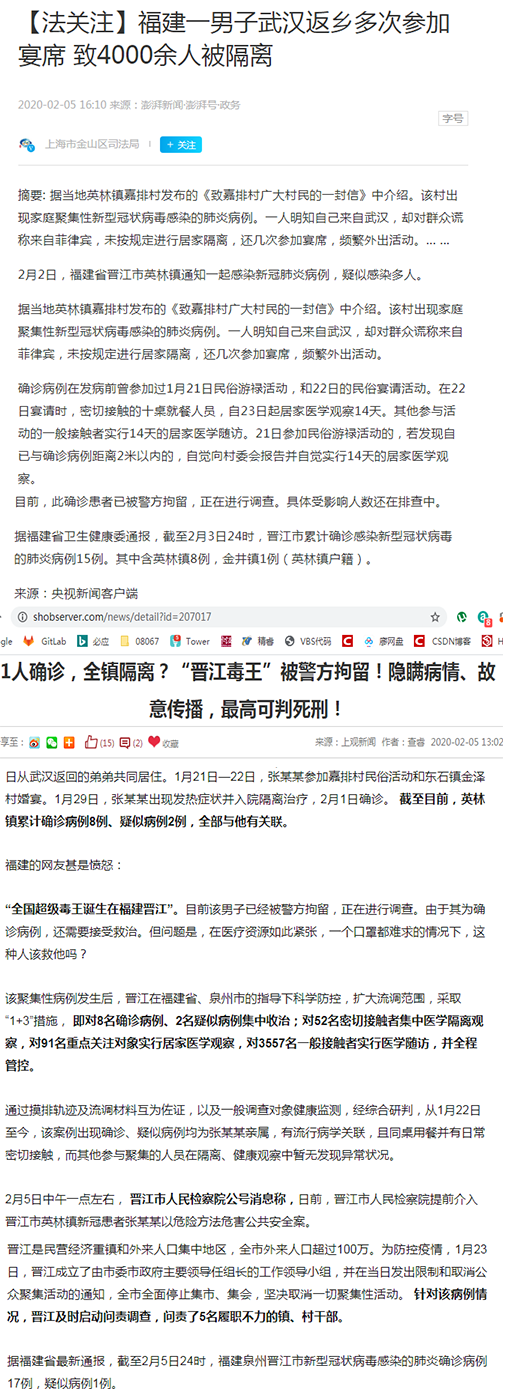 【法关注】福建一男子武汉返乡多次参加
宴席 致4000余人被隔离
2020-02-05 16:10 来源：澎湃新闻·澎湃号·政务
字号
上海市金山区司法局
+ 关注
摘要: 据当地英林镇嘉排村发布的《致嘉排村广大村民的一封信》中介绍。该村出
现家庭聚集性新型冠状病毒感染的肺炎病例。一人明知自己来自武汉，却对群众谎
称来自菲律宾，未按规定进行居家隔离，还几次参加宴席，频繁外出活动。... ...
2月2日，福建省晋江市英林镇通知一起感染新冠肺炎病例，疑似感染多人。
据当地英林镇嘉排村发布的《致嘉排村广大村民的一封信》中介绍。该村出现家庭
聚集性新型冠状病毒感染的肺炎病例。一人明知自己来自武汉，却对群众谎称来自
菲律宾，未按规定进行居家隔离，还几次参加宴席，频繁外出活动。
确诊病例在发病前曾参加过1月21日民俗游禄活动，和22日的民俗宴请活动。在22
日宴请时，密切接触的十桌就餐人员，自23日起居家医学观察14天。其他参与活
动的一般接触者实行14天的居家医学随访。21日参加民俗游禄活动的，若发现自
已与确诊病例距离2米以内的，自觉向村委会报告并自觉实行14天的居家医学观
察。
目前，此确诊患者已被警方拘留，正在进行调查。具体受影响人数还在排查中。
据福建省卫生健康委通报，截至2月3日24时，晋江市累计确诊感染新型冠状病毒
的肺炎病例15例。其中含英林镇8例，金井镇1例（英林镇户籍）。
来源：央视新闻客户端
shobserver.com/news/detail?id=207017
gle GitLab 必应 08067 Tower 精睿 VBS代码 廖网盘 CSDN博客 H
1人确诊，全镇隔离？“晋江毒王”被警方拘留！隐瞒病情、故
意传播，最高可判死刑！
享至： (15) (2) 收藏 来源：上观新闻 作者：查睿 2020-02-05 13:02
日从武汉返回的弟弟共同居住。1月21日—22日，张某某参加嘉排村民俗活动和东石镇金泽
村婚宴。1月29日，张某某出现发热症状并入院隔离治疗，2月1日确诊。 截至目前，英林
镇累计确诊病例8例、疑似病例2例，全部与他有关联。
福建的网友甚是愤怒：
“全国超级毒王诞生在福建晋江”。目前该男子已经被警方拘留，正在进行调查。由于其为确
诊病例，还需要接受救治。但问题是，在医疗资源如此紧张，一个口罩都难求的情况下，这
种人该救他吗？
该聚集性病例发生后，晋江在福建省、泉州市的指导下科学防控，扩大流调范围，采取
“1+3”措施， 即对8名确诊病例、2名疑似病例集中收治；对52名密切接触者集中医学隔离观
察，对91名重点关注对象实行居家医学观察，对3557名一般接触者实行医学随访，并全程
管控。
通过摸排轨迹及流调材料互为佐证，以及一般调查对象健康监测，经综合研判，从1月22日
至今，该案例出现确诊、疑似病例均为张某某亲属，有流行病学关联，且同桌用餐并有日常
密切接触，而其他参与聚集的人员在隔离、健康观察中暂无发现异常状况。
2月5日中午一点左右， 晋江市人民检察院公号消息称，日前，晋江市人民检察院提前介入
晋江市英林镇新冠患者张某某以危险方法危害公共安全案。
晋江是民营经济重镇和外来人口集中地区，全市外来人口超过100万。为防控疫情，1月23
日，晋江成立了由市委市政府主要领导任组长的工作领导小组，并在当日发出限制和取消公
众聚集活动的通知，全市全面停止集市、集会，坚决取消一切聚集性活动。 针对该病例情
况，晋江及时启动问责调查，问责了5名履职不力的镇、村干部。
据福建省最新通报，截至2月5日24时，福建泉州晋江市新型冠状病毒感染的肺炎确诊病例
17例，疑似病例1例。